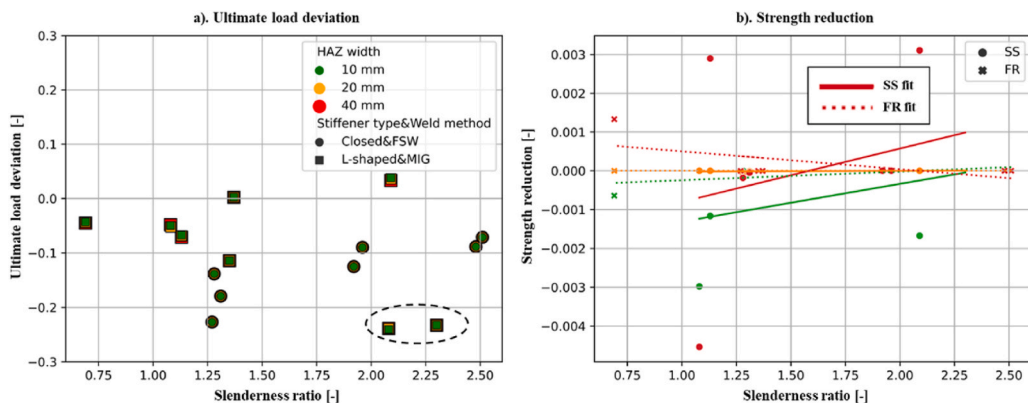 a). Ultimate load deviation
0.3
0.2
0.1
0.0
−0.1
−0.2
−0.3
Ultimate load deviation [-]
HAZ width
10 mm
20 mm
40 mm
Stiffener type&Weld method
Closed&FSW
L-shaped&MIG
0.75 1.00 1.25 1.50 1.75 2.00 2.25 2.50
Slenderness ratio [-]
b). Strength reduction
0.003
0.002
0.001
0.000
−0.001
−0.002
−0.003
−0.004
Strength reduction [-]
SS
FR
SS fit
FR fit
0.75 1.00 1.25 1.50 1.75 2.00 2.25 2.50
Slenderness ratio [-]